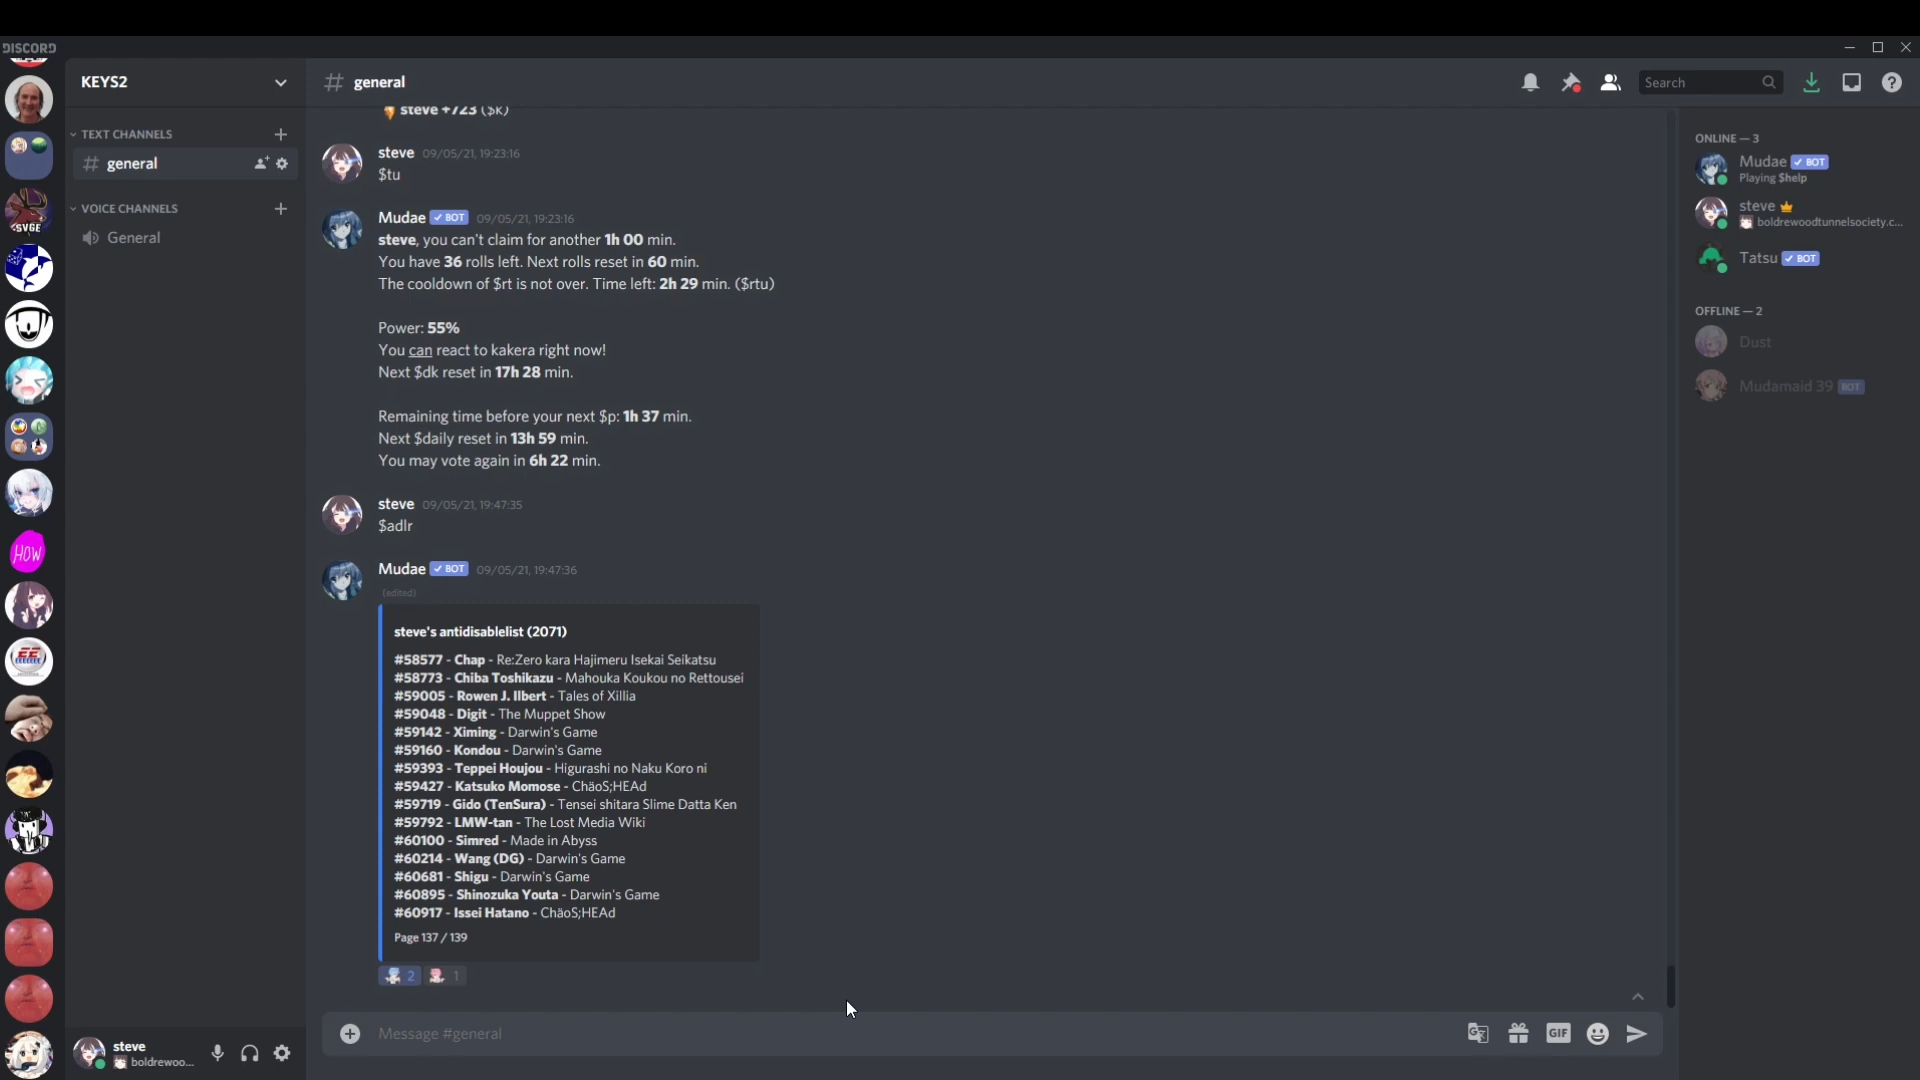 DISCORD
KEYS2
# general
Search
TEXT CHANNELS
# general
VOICE CHANNELS
General
SVGE
HOW
EE
steve +723 ($k)
steve 09/05/21, 19:23:16
$tu
Mudae ✓ BOT 09/05/21, 19:23:16
steve, you can't claim for another 1h 00 min.
You have 36 rolls left. Next rolls reset in 60 min.
The cooldown of $rt is not over. Time left: 2h 29 min. ($rtu)
Power: 55%
You can react to kakera right now!
Next $dk reset in 17h 28 min.
Remaining time before your next $p: 1h 37 min.
Next $daily reset in 13h 59 min.
You may vote again in 6h 22 min.
steve 09/05/21, 19:47:35
$adlr
Mudae ✓ BOT 09/05/21, 19:47:36
(edited)
steve's antidisablelist (2071)
#58577 - Chap - Re:Zero kara Hajimeru Isekai Seikatsu
#58773 - Chiba Toshikazu - Mahouka Koukou no Rettousei
#59005 - Rowen J. Ilbert - Tales of Xillia
#59048 - Digit - The Muppet Show
#59142 - Ximing - Darwin's Game
#59160 - Kondou - Darwin's Game
#59393 - Teppei Houjou - Higurashi no Naku Koro ni
#59427 - Katsuko Momose - ChäoS;HEAd
#59719 - Gido (TenSura) - Tensei shitara Slime Datta Ken
#59792 - LMW-tan - The Lost Media Wiki
#60100 - Simred - Made in Abyss
#60214 - Wang (DG) - Darwin's Game
#60681 - Shigu - Darwin's Game
#60895 - Shinozuka Youta - Darwin's Game
#60917 - Issei Hatano - ChäoS;HEAd
Page 137 / 139
2 1
Message #general
GIF
steve
boldrewoo...
ONLINE — 3
Mudae ✓ BOT
Playing $help
steve
boldrewoodtunnelsociety.c...
Tatsu ✓ BOT
OFFLINE — 2
Dust
Mudamaid 39 BOT